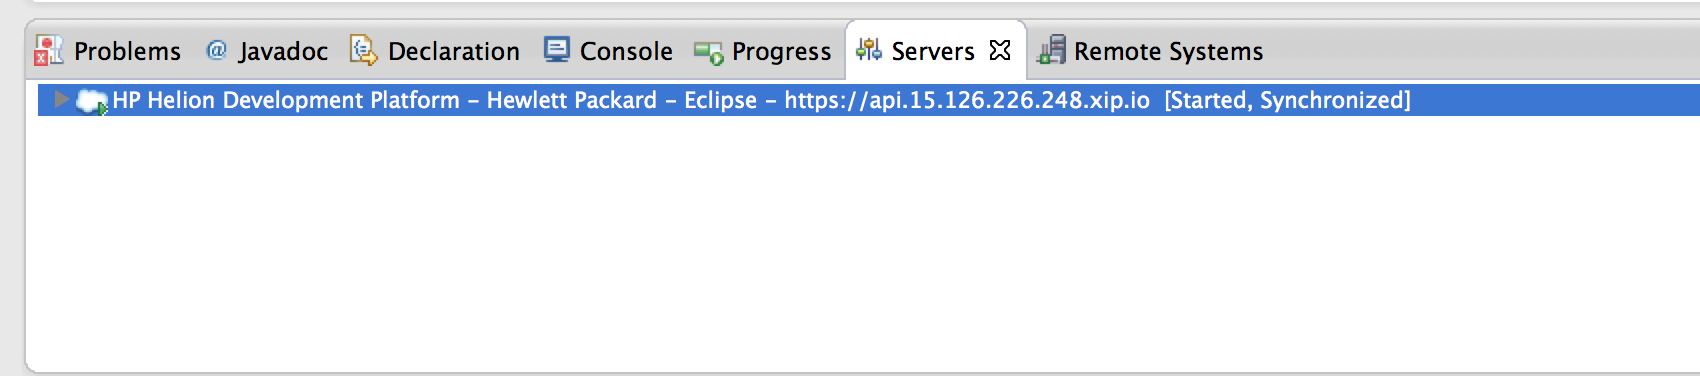 Problems @ Javadoc Declaration Console Progress Servers Remote Systems
HP Helion Development Platform – Hewlett Packard – Eclipse – https://api.15.126.226.248.xip.io [Started, Synchronized]